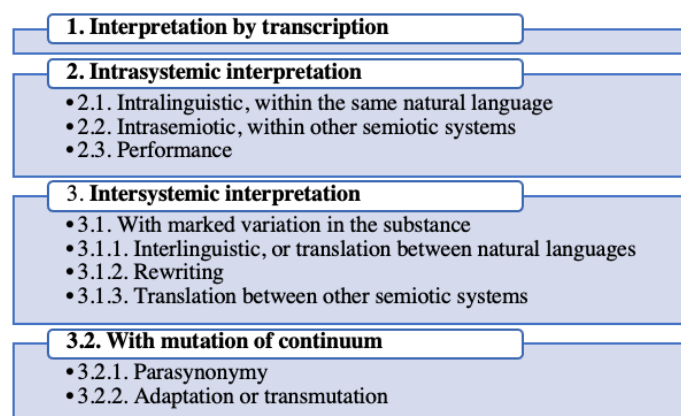 1. Interpretation by transcription
2. Intrasystemic interpretation
• 2.1. Intralinguistic, within the same natural language
• 2.2. Intrasemiotic, within other semiotic systems
• 2.3. Performance
3. Intersystemic interpretation
• 3.1. With marked variation in the substance
• 3.1.1. Interlinguistic, or translation between natural languages
• 3.1.2. Rewriting
• 3.1.3. Translation between other semiotic systems
3.2. With mutation of continuum
• 3.2.1. Parasynonymy
• 3.2.2. Adaptation or transmutation